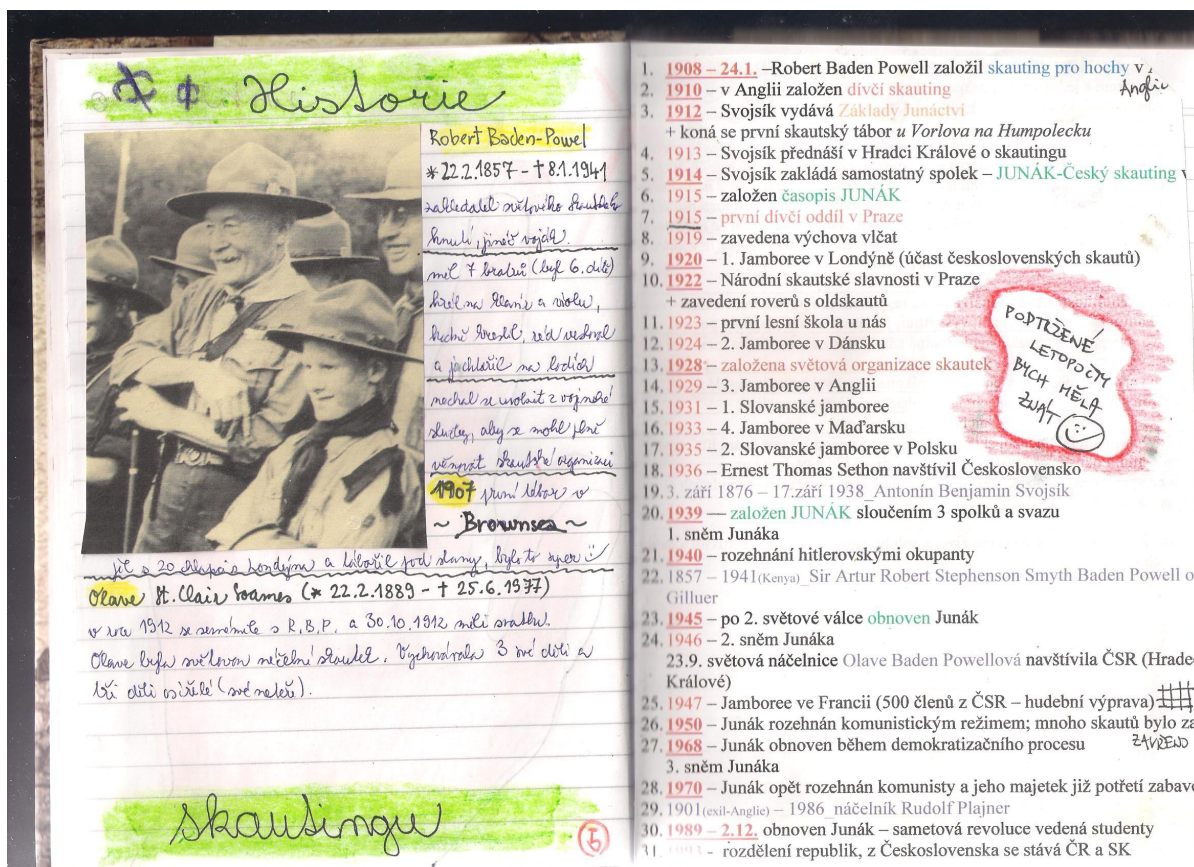 Historie
Robert Baden-Powel
* 22.2.1857 - † 8.1.1941
zakladatel světového skautské
hnutí, jinač voják.
měl 7 bratrů (byl 6. dítě)
hrál na klavír a violu,
kreslil, rád
a jachtařil na lodích
nechal se uvolnit z vojenské
služby, aby se mohl plně
věnovat skautské organizaci
1907 první tábor v
~ Brownsea ~
jel s 20 chlapci z Londýna a tábořil pod stany, bylo to super
Olave St. Clair Soames (* 22.2.1889 - † 25.6.1977)
v roce 1912 se seznámila s R.B.P. a 30.10.1912 měli svatbu.
Olave byla světovou náčelní skautek. Vychovávala 3 své děti a
tři děti osiřelé (své neteře).
skautingu
5
1. 1908 – 24.1. –Robert Baden Powell založil skauting pro hochy v
Anglii
2. 1910 – v Anglii založen dívčí skauting
3. 1912 – Svojsík vydává Základy Junáctví
+ koná se první skautský tábor u Vorlova na Humpolecku
4. 1913 – Svojsík přednáší v Hradci Králové o skautingu
5. 1914 – Svojsík zakládá samostatný spolek – JUNÁK-Český skauting v
6. 1915 – založen časopis JUNÁK
7. 1915 – první dívčí oddíl v Praze
8. 1919 – zavedena výchova vlčat
9. 1920 – 1. Jamboree v Londýně (účast československých skautů)
10. 1922 – Národní skautské slavnosti v Praze
+ zavedení roverů s oldskautů
11. 1923 – první lesní škola u nás
12. 1924 – 2. Jamboree v Dánsku
13. 1928 – založena světová organizace skautek
14. 1929 – 3. Jamboree v Anglii
15. 1931 – 1. Slovanské jamboree
16. 1933 – 4. Jamboree v Maďarsku
17. 1935 – 2. Slovanské jamboree v Polsku
18. 1936 – Ernest Thomas Sethon navštívil Československo
19. 3. září 1876 – 17.září 1938_Antonín Benjamin Svojsík
20. 1939 –– založen JUNÁK sloučením 3 spolků a svazu
1. sněm Junáka
21. 1940 – rozehnání hitlerovskými okupanty
22. 1857 – 1941(Kenya)_Sir Artur Robert Stephenson Smyth Baden Powell o
Gilluer
23. 1945 – po 2. světové válce obnoven Junák
24. 1946 – 2. sněm Junáka
23.9. světová náčelnice Olave Baden Powellová navštívila ČSR (Hradec
Králové)
25. 1947 – Jamboree ve Francii (500 členů z ČSR – hudební výprava)
26. 1950 – Junák rozehnán komunistickým režimem; mnoho skautů bylo za
ZAVŘENO
27. 1968 – Junák obnoven během demokratizačního procesu
3. sněm Junáka
28. 1970 – Junák opět rozehnán komunisty a jeho majetek již potřetí zabave
29. 1901(exil-Anglie) – 1986_náčelník Rudolf Plajner
30. 1989 – 2.12. obnoven Junák – sametová revoluce vedená studenty
31. 1993 - rozdělení republik, z Československa se stává ČR a SK
PODTRŽENÉ
LETOPOČTY
BYCH MĚLA
ZNÁT